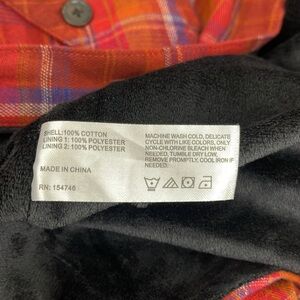 SHELL:100% COTTON
LINING 1: 100% POLYESTER
LINING 2: 100% POLYESTER
MADE IN CHINA
RN: 154746
MACHINE WASH COLD, DELICATE
CYCLE WITH LIKE COLORS, ONLY
NON-CHLORINE BLEACH WHEN
NEEDED, TUMBLE DRY LOW,
REMOVE PROMPTLY, COOL IRON IF
NEEDED.